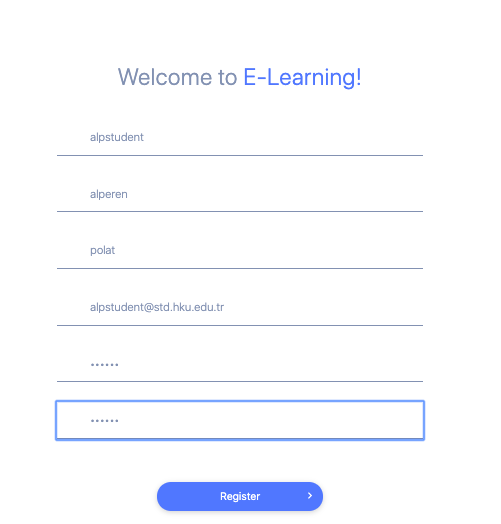 Welcome to E-Learning!
alpstudent
alperen
polat
alpstudent@std.hku.edu.tr
••••••
••••••
Register